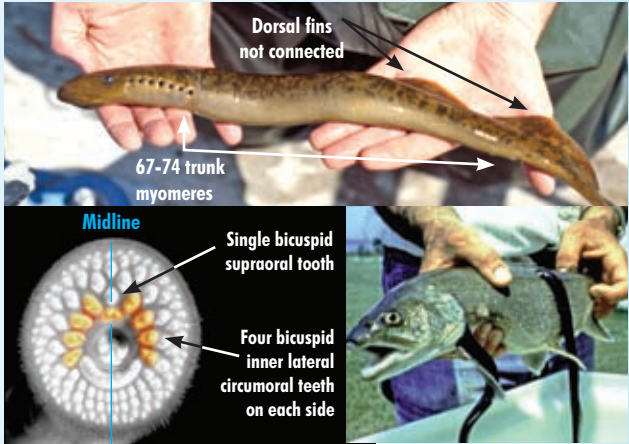 Dorsal fins
not connected
67-74 trunk
myomeres
Midline
Single bicuspid
supraoral tooth
Four bicuspid
inner lateral
circumoral teeth
on each side